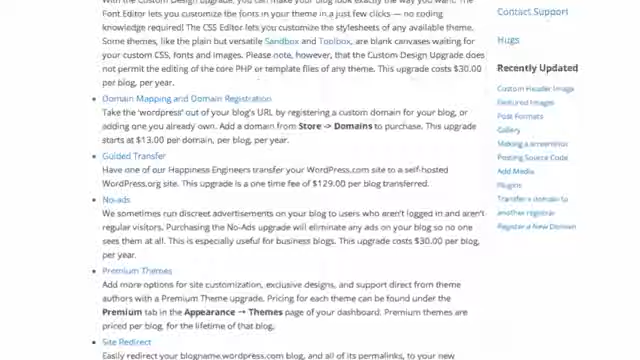 With the Custom Design Upgrade, you can make your blog look exactly the way you want. The
Font Editor lets you customize the fonts in your theme in a just few clicks — no coding
knowledge required! The CSS Editor lets you customize the stylesheets of any available theme.
Some themes, like the plain but versatile Sandbox and Toolbox, are blank canvases waiting for
your custom CSS, fonts and images. Please note, however, that the Custom Design Upgrade does
not permit the editing of the core PHP or template files of any theme. This upgrade costs $30.00
per blog, per year.
Domain Mapping and Domain Registration
Take the 'wordpress' out of your blog's URL by registering a custom domain for your blog, or
adding one you already own. Add a domain from Store -> Domains to purchase. This upgrade
starts at $13.00 per domain, per blog, per year.
Guided Transfer
Have one of our Happiness Engineers transfer your WordPress.com site to a self-hosted
WordPress.org site. This upgrade is a one time fee of $129.00 per blog transferred.
No-ads
We sometimes run discreet advertisements on your blog to users who aren't logged in and aren't
regular visitors. Purchasing the No-Ads upgrade will eliminate any ads on your blog so no one
sees them at all. This is especially useful for business blogs. This upgrade costs $30.00 per blog,
per year.
Premium Themes
Add more options for site customization, exclusive designs, and support direct from theme
authors with a Premium Theme upgrade. Pricing for each theme can be found under the
Premium tab in the Appearance → Themes page of your dashboard. Premium themes are
priced per blog, for the lifetime of that blog.
Site Redirect
Easily redirect your blogname.wordpress.com blog, and all of its permalinks, to your new
Contact Support
Hugs
Recently Updated
Custom Header Image
Featured Images
Post Formats
Gallery
Making a screenshot
Posting Source Code
Add Media
Plugins
Transfer a domain to
another registrar
Register a New Domain